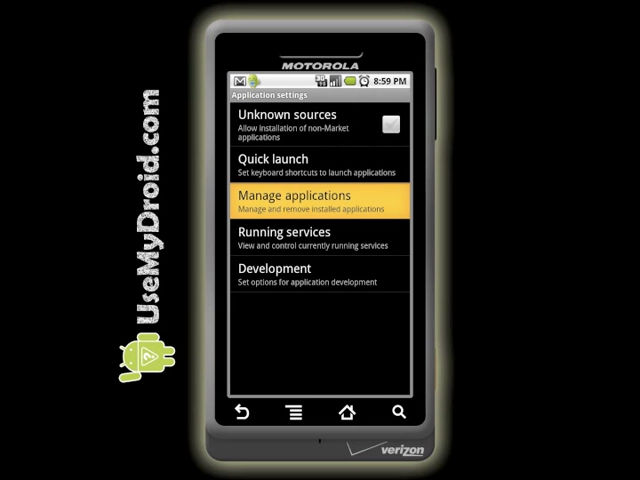 MOTOROLA
8:59 PM
Application settings
Unknown sources
Allow installation of non-Market
applications
Quick launch
Set keyboard shortcuts to launch applications
Manage applications
Manage and remove installed applications
Running services
View and control currently running services
Development
Set options for application development
verizon
UseMyDroid.com
?